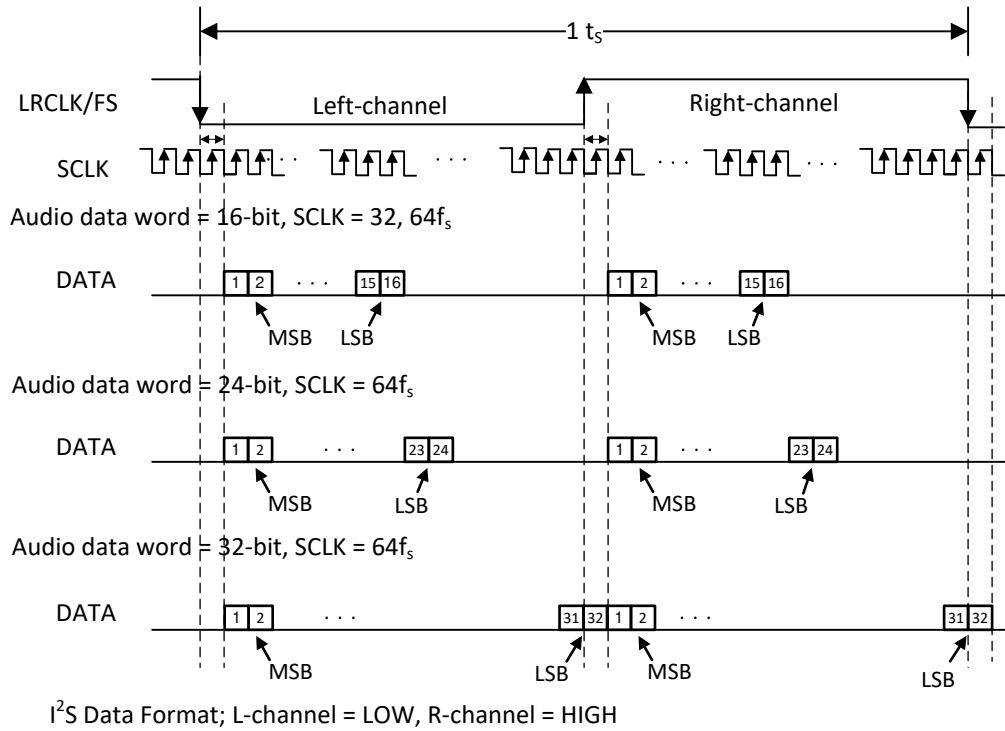 1 tS
LRCLK/FS
Left-channel
Right-channel
SCLK
. . .
. . .
. . .
. . .
Audio data word = 16-bit, SCLK = 32, 64fs
DATA
1 2 . . . 15 16
1 2 . . . 15 16
MSB
LSB
MSB
LSB
Audio data word = 24-bit, SCLK = 64fs
DATA
1 2 . . . 23 24
1 2 . . . 23 24
MSB
LSB
MSB
LSB
Audio data word = 32-bit, SCLK = 64fs
DATA
1 2 . . . 31 32
1 2 . . . 31 32
MSB
LSB
MSB
LSB
I²S Data Format; L-channel = LOW, R-channel = HIGH